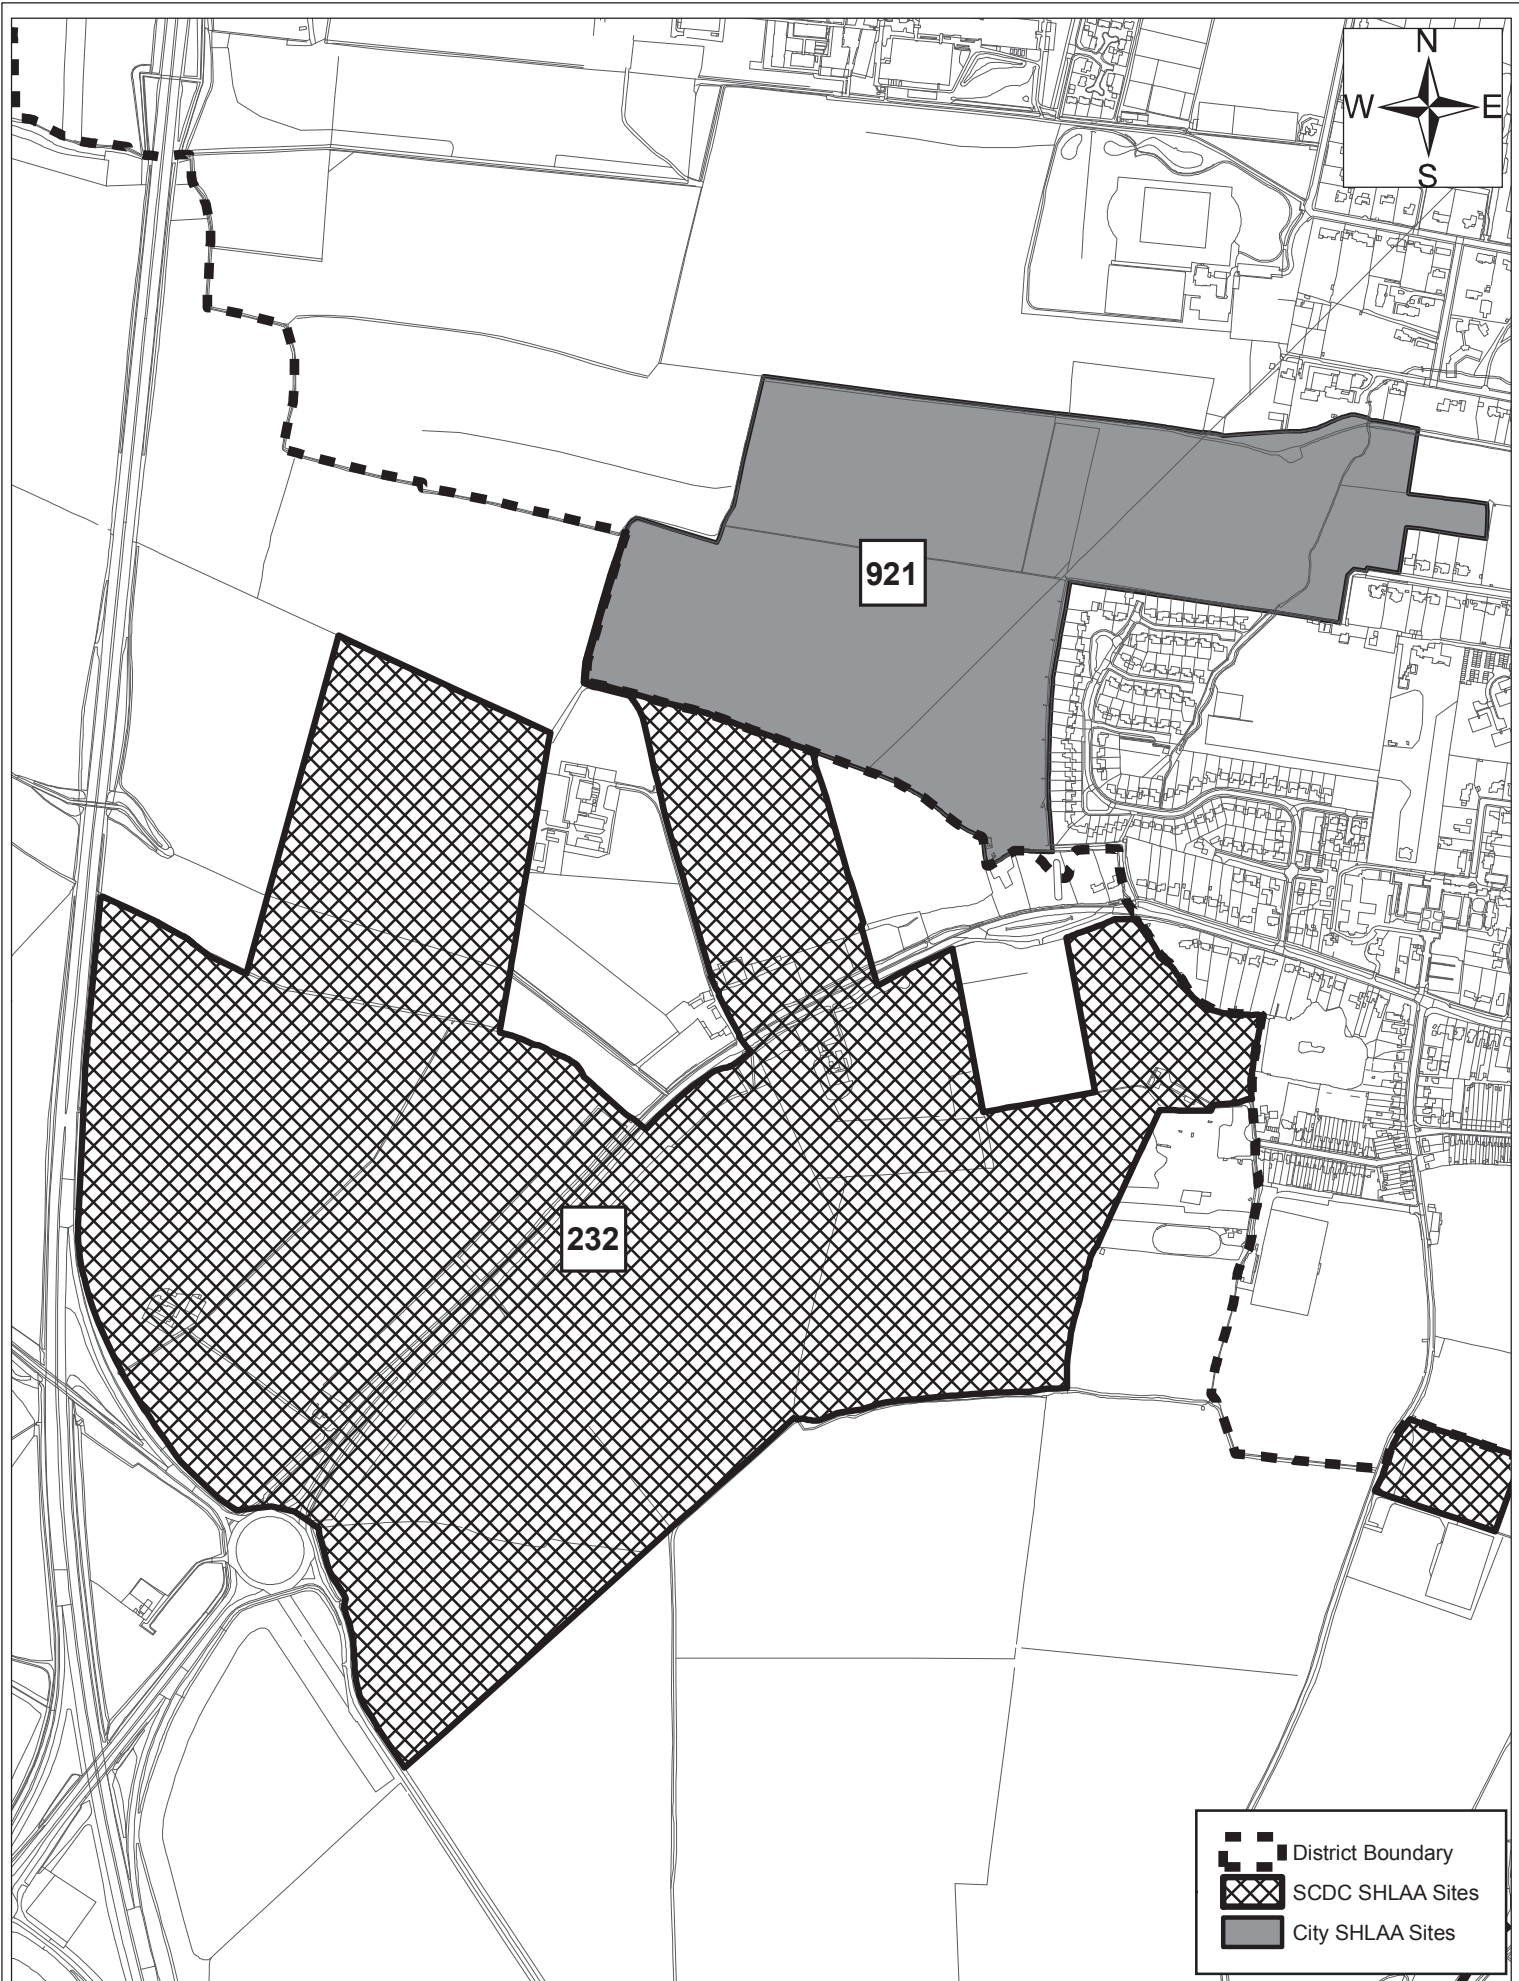 N
W E
S
921
232
District Boundary
SCDC SHLAA Sites
City SHLAA Sites